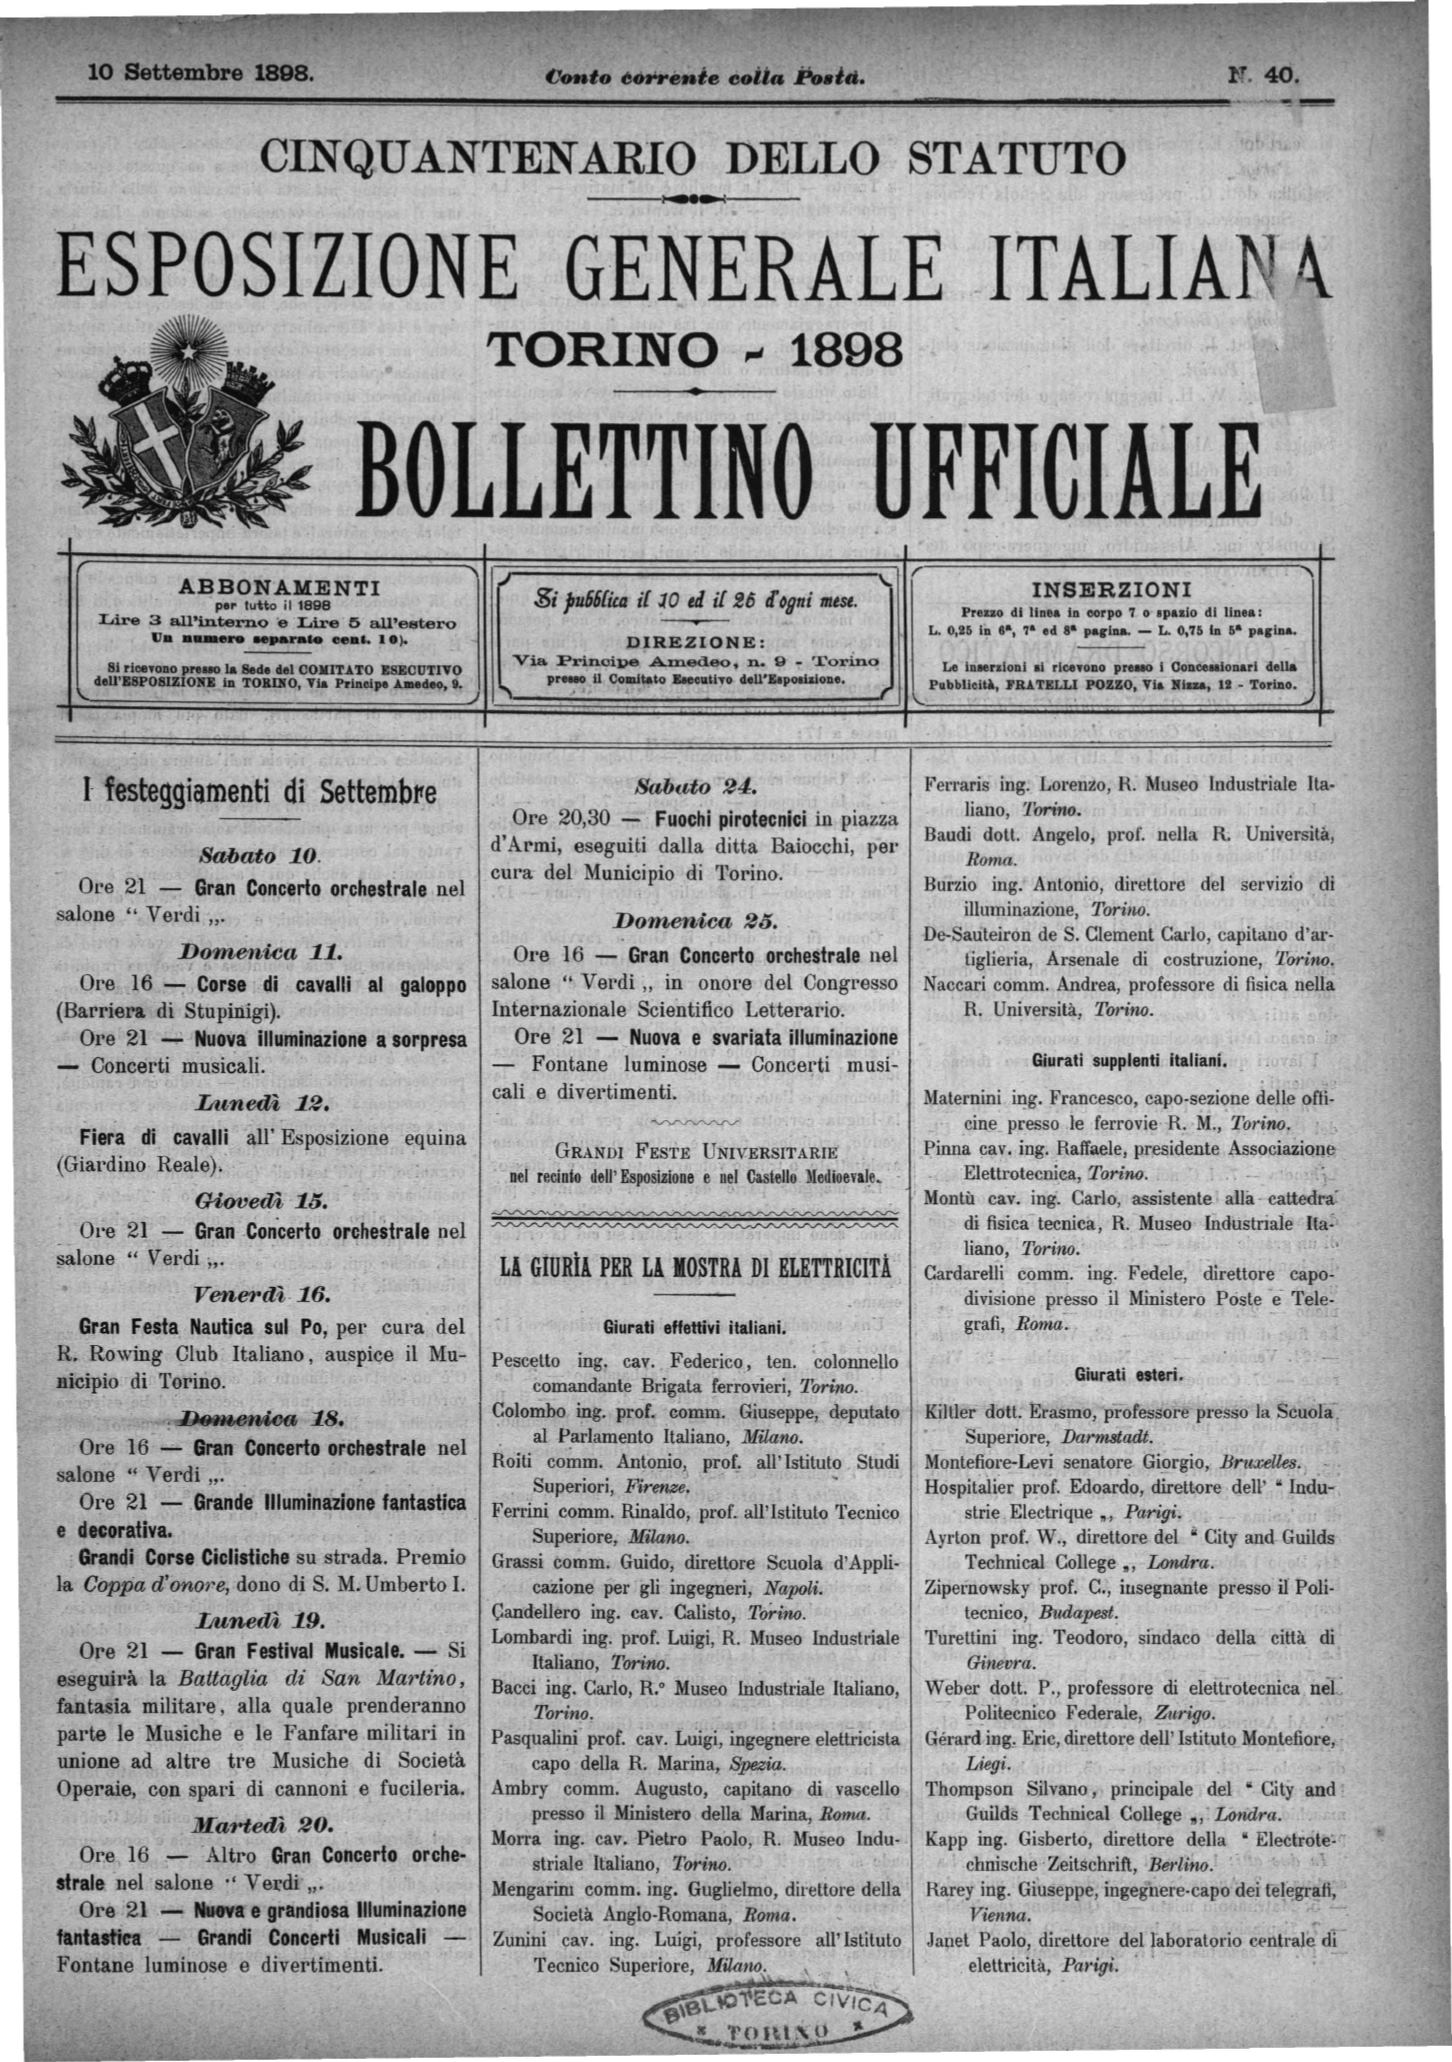 10 Settembre 1898.
Conto corrente colla Posta.
N. 40.
CINQUANTENARIO DELLO STATUTO
ESPOSIZIONE GENERALE ITALIANA
TORINO - 1898
BOLLETTINO UFFICIALE
ABBONAMENTI
per tutto il 1898
Lire 3 all'interno e Lire 5 all'estero
Un numero separato cent. 10).
Si ricevono presso la Sede del COMITATO ESECUTIVO
dell'ESPOSIZIONE in TORINO, Via Principe Amedeo, 9.
Si pubblica il 10 ed il 25 d'ogni mese.
DIREZIONE:
Via Principe Amedeo, n. 9 - Torino
presso il Comitato Esecutivo dell'Esposizione.
INSERZIONI
Prezzo di linea in corpo 7 o spazio di linea:
L. 0,25 in 6ª, 7ª ed 8ª pagina. — L. 0,75 in 5ª pagina.
Le inserzioni si ricevono presso i Concessionari della
Pubblicità, FRATELLI POZZO, Via Nizza, 12 - Torino.
I festeggiamenti di Settembre
Sabato 10.
Ore 21 — Gran Concerto orchestrale nel
salone “ Verdi „.
Domenica 11.
Ore 16 — Corse di cavalli al galoppo
(Barriera di Stupinigi).
Ore 21 — Nuova illuminazione a sorpresa
— Concerti musicali.
Lunedì 12.
Fiera di cavalli all' Esposizione equina
(Giardino Reale).
Giovedì 15.
Ore 21 — Gran Concerto orchestrale nel
salone “ Verdi „.
Venerdì 16.
Gran Festa Nautica sul Po, per cura del
R. Rowing Club Italiano, auspice il Mu-
nicipio di Torino.
Domenica 18.
Ore 16 — Gran Concerto orchestrale nel
salone “ Verdi „.
Ore 21 — Grande Illuminazione fantastica
e decorativa.
Grandi Corse Ciclistiche su strada. Premio
la Coppa d'onore, dono di S. M. Umberto I.
Lunedì 19.
Ore 21 — Gran Festival Musicale. — Si
eseguirà la Battaglia di San Martino,
fantasia militare, alla quale prenderanno
parte le Musiche e le Fanfare militari in
unione ad altre tre Musiche di Società
Operaie, con spari di cannoni e fucileria.
Martedì 20.
Ore 16 — Altro Gran Concerto orche-
strale nel salone “ Verdi „.
Ore 21 — Nuova e grandiosa Illuminazione
fantastica — Grandi Concerti Musicali —
Fontane luminose e divertimenti.
Sabato 24.
Ore 20,30 — Fuochi pirotecnici in piazza
d'Armi, eseguiti dalla ditta Baiocchi, per
cura del Municipio di Torino.
Domenica 25.
Ore 16 — Gran Concerto orchestrale nel
salone “ Verdi „ in onore del Congresso
Internazionale Scientifico Letterario.
Ore 21 — Nuova e svariata illuminazione
— Fontane luminose — Concerti musi-
cali e divertimenti.
GRANDI FESTE UNIVERSITARIE
nel recinto dell' Esposizione e nel Castello Medioevale.
LA GIURÌA PER LA MOSTRA DI ELETTRICITÀ
Giurati effettivi italiani.
Pescetto ing. cav. Federico, ten. colonnello
comandante Brigata ferrovieri, Torino.
Colombo ing. prof. comm. Giuseppe, deputato
al Parlamento Italiano, Milano.
Roiti comm. Antonio, prof. all'Istituto Studi
Superiori, Firenze.
Ferrini comm. Rinaldo, prof. all'Istituto Tecnico
Superiore, Milano.
Grassi comm. Guido, direttore Scuola d'Appli-
cazione per gli ingegneri, Napoli.
Candellero ing. cav. Calisto, Torino.
Lombardi ing. prof. Luigi, R. Museo Industriale
Italiano, Torino.
Bacci ing. Carlo, R.º Museo Industriale Italiano,
Torino.
Pasqualini prof. cav. Luigi, ingegnere elettricista
capo della R. Marina, Spezia.
Ambry comm. Augusto, capitano di vascello
presso il Ministero della Marina, Roma.
Morra ing. cav. Pietro Paolo, R. Museo Indu-
striale Italiano, Torino.
Mengarini comm. ing. Guglielmo, direttore della
Società Anglo-Romana, Roma.
Zunini cav. ing. Luigi, professore all' Istituto
Tecnico Superiore, Milano.
Ferraris ing. Lorenzo, R. Museo Industriale Ita-
liano, Torino.
Baudi dott. Angelo, prof. nella R. Università,
Roma.
Burzio ing. Antonio, direttore del servizio di
illuminazione, Torino.
De-Sauteiron de S. Clement Carlo, capitano d'ar-
tiglieria, Arsenale di costruzione, Torino.
Naccari comm. Andrea, professore di fisica nella
R. Università, Torino.
Giurati supplenti italiani.
Maternini ing. Francesco, capo-sezione delle offi-
cine presso le ferrovie R. M., Torino.
Pinna cav. ing. Raffaele, presidente Associazione
Elettrotecnica, Torino.
Montù cav. ing. Carlo, assistente alla cattedra
di fisica tecnica, R. Museo Industriale Ita-
liano, Torino.
Cardarelli comm. ing. Fedele, direttore capo-
divisione presso il Ministero Poste e Tele-
grafi, Roma.
Giurati esteri.
Kiltler dott. Erasmo, professore presso la Scuola
Superiore, Darmstadt.
Montefiore-Levi senatore Giorgio, Bruxelles.
Hospitalier prof. Edoardo, direttore dell' “ Indu-
strie Electrique „, Parigi.
Ayrton prof. W., direttore del “ City and Guilds
Technical College „, Londra.
Zipernowsky prof. C., insegnante presso il Poli-
tecnico, Budapest.
Turettini ing. Teodoro, sindaco della città di
Ginevra.
Weber dott. P., professore di elettrotecnica nel
Politecnico Federale, Zurigo.
Gérard ing. Eric, direttore dell' Istituto Montefiore,
Liegi.
Thompson Silvano, principale del “ City and
Guilds Technical College „, Londra.
Kapp ing. Gisberto, direttore della “ Electrote-
chnische Zeitschrift, Berlino.
Rarey ing. Giuseppe, ingegnere-capo dei telegrafi,
Vienna.
Janet Paolo, direttore del laboratorio centrale di
elettricità, Parigi.
BIBLIOTECA CIVICA
* TORINO *